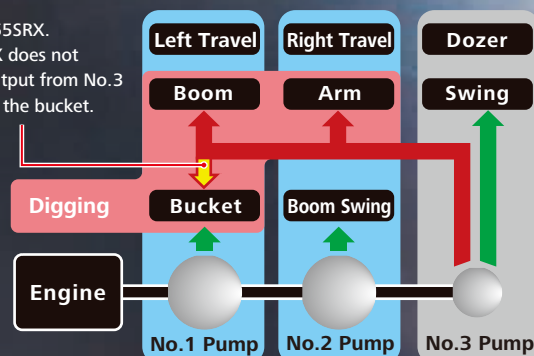 55SRX.
X does not
tput from No.3
the bucket.
Left Travel
Right Travel
Dozer
Boom
Arm
Swing
Digging
Bucket
Boom Swing
Engine
No.1 Pump
No.2 Pump
No.3 Pump